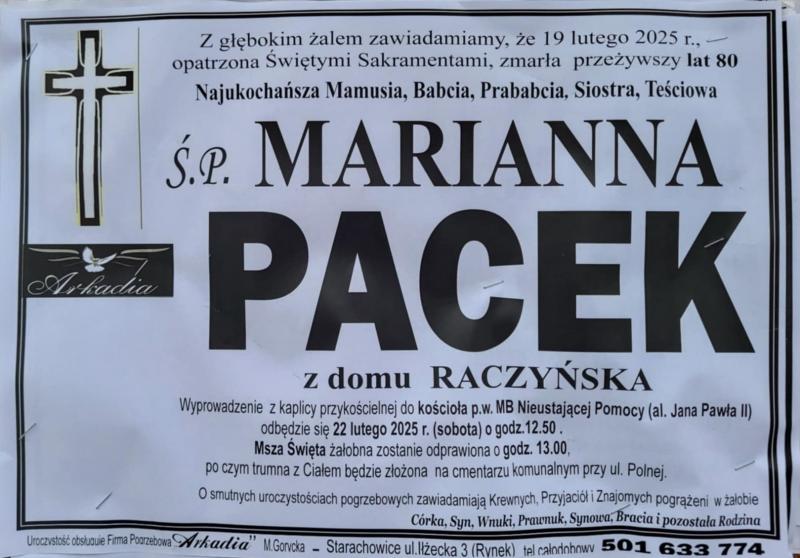 Z głębokim żalem zawiadamiamy, że 19 lutego 2025 r.,
opatrzona Świętymi Sakramentami, zmarła przeżywszy lat 80
Najukochańsza Mamusia, Babcia, Prababcia, Siostra, Teściowa
Ś.P. MARIANNA
PACEK
Arkadia
z domu RACZYŃSKA
Wyprowadzenie z kaplicy przykościelnej do kościoła p.w. MB Nieustającej Pomocy (al. Jana Pawła II)
odbędzie się 22 lutego 2025 r. (sobota) o godz.12.50 .
Msza Święta żałobna zostanie odprawiona o godz. 13.00,
po czym trumna z Ciałem będzie złożona na cmentarzu komunalnym przy ul. Polnej.
O smutnych uroczystościach pogrzebowych zawiadamiają Krewnych, Przyjaciół i Znajomych pogrążeni w żałobie
Córka, Syn, Wnuki, Prawnuk, Synowa, Bracia i pozostała Rodzina
Uroczystość obsługuje Firma Pogrzebowa "Arkadia" M.Gorycka – Starachowice ul.Iłżecka 3 (Rynek) tel.całodobowy 501 633 774